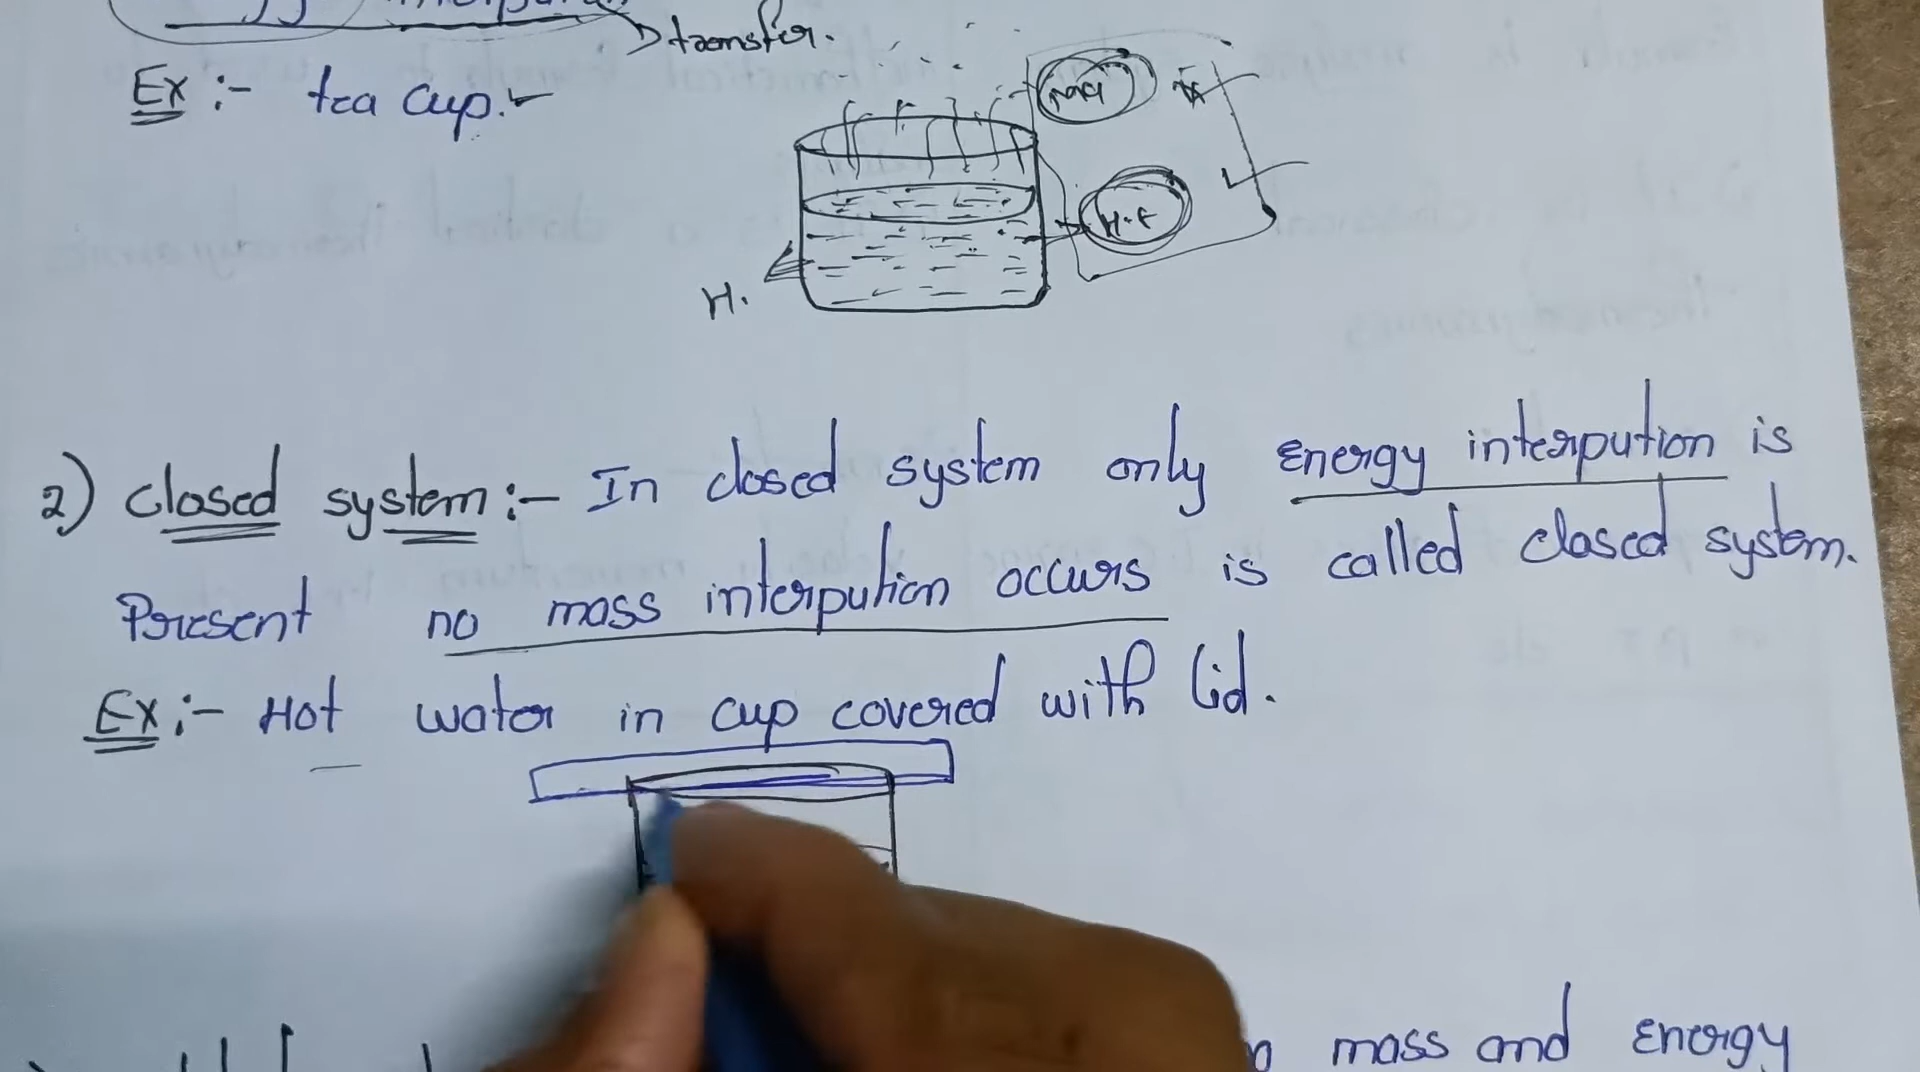 transfer.
Ex :- tea cup.
H.F
H.
2) closed system :- In closed system only energy interpution is
Present no mass interpution occurs is called closed system.
Ex :- Hot water in cup covered with lid.
mass and energy